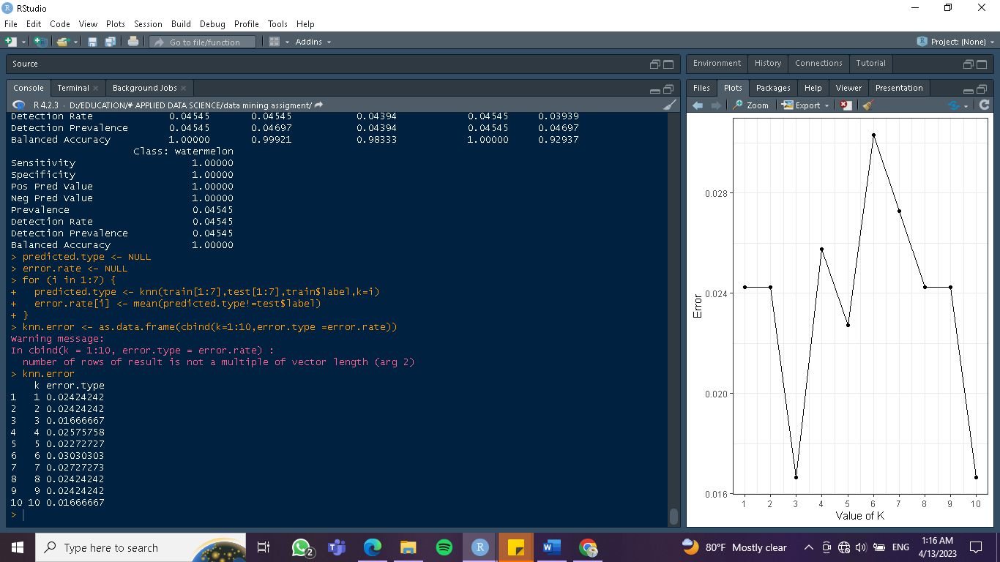 RStudio
File Edit Code View Plots Session Build Debug Profile Tools Help
Go to file/function Addins Project: (None)
Source
Console Terminal Background Jobs
R 4.2.3 · D:/EDUCATION/# APPLIED DATA SCIENCE/data mining assigment/
Detection Rate 0.04545 0.04545 0.04394 0.04545 0.03939
Detection Prevalence 0.04545 0.04697 0.04394 0.04545 0.04697
Balanced Accuracy 1.00000 0.99921 0.98333 1.00000 0.92937
Class: watermelon
Sensitivity 1.00000
Specificity 1.00000
Pos Pred Value 1.00000
Neg Pred Value 1.00000
Prevalence 0.04545
Detection Rate 0.04545
Detection Prevalence 0.04545
Balanced Accuracy 1.00000
> predicted.type <- NULL
> error.rate <- NULL
> for (i in 1:7) {
+   predicted.type <- knn(train[1:7],test[1:7],train$label,k=i)
+   error.rate[i] <- mean(predicted.type!=test$label)
+ }
> knn.error <- as.data.frame(cbind(k=1:10,error.type =error.rate))
Warning message:
In cbind(k = 1:10, error.type = error.rate) :
  number of rows of result is not a multiple of vector length (arg 2)
> knn.error
k error.type
1 1 0.02424242
2 2 0.02424242
3 3 0.01666667
4 4 0.02575758
5 5 0.02272727
6 6 0.03030303
7 7 0.02727273
8 8 0.02424242
9 9 0.02424242
10 10 0.01666667
>
Environment History Connections Tutorial
Files Plots Packages Help Viewer Presentation
Zoom Export
0.028
0.024
0.020
0.016
Error
1 2 3 4 5 6 7 8 9 10
Value of K
Type here to search
2
80°F Mostly clear
ENG
1:16 AM
4/13/2023